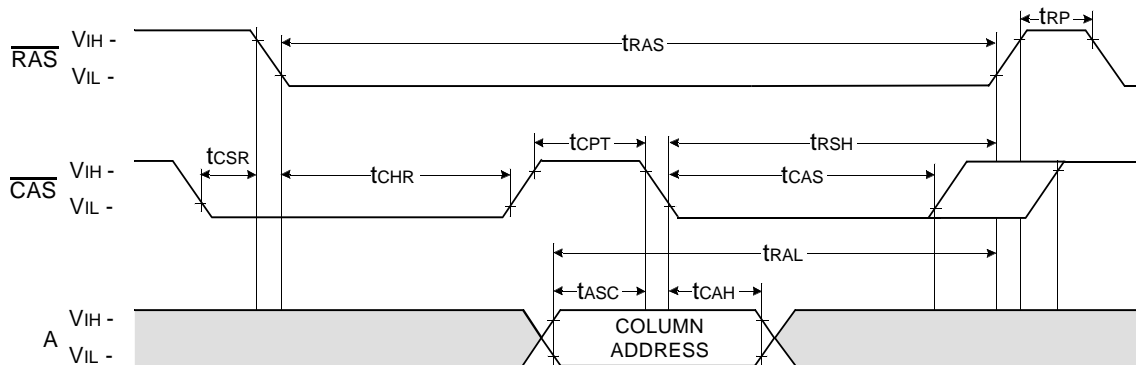 tRP
VIH -
RAS
tRAS
VIL -
tCPT
tRSH
tCSR
VIH -
CAS
tCHR
tCAS
VIL -
tRAL
tASC
tCAH
VIH -
A
COLUMN
ADDRESS
VIL -